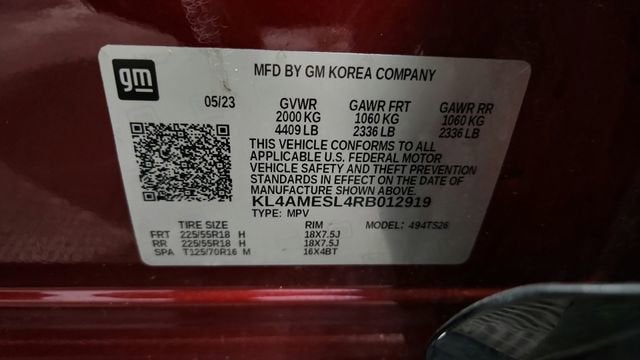 gm
MFD BY GM KOREA COMPANY
05/23 GVWR GAWR FRT GAWR RR
2000 KG 1060 KG 1060 KG
4409 LB 2336 LB 2336 LB
THIS VEHICLE CONFORMS TO ALL
APPLICABLE U.S. FEDERAL MOTOR
VEHICLE SAFETY AND THEFT PREVENTION
STANDARDS IN EFFECT ON THE DATE OF
MANUFACTURE SHOWN ABOVE.
KL4AMESL4RB012919
TYPE: MPV MODEL: 494TS26
TIRE SIZE RIM
FRT 225/55R18 H 18X7.5J
RR 225/55R18 H 18X7.5J
SPA T125/70R16 M 16X4BT